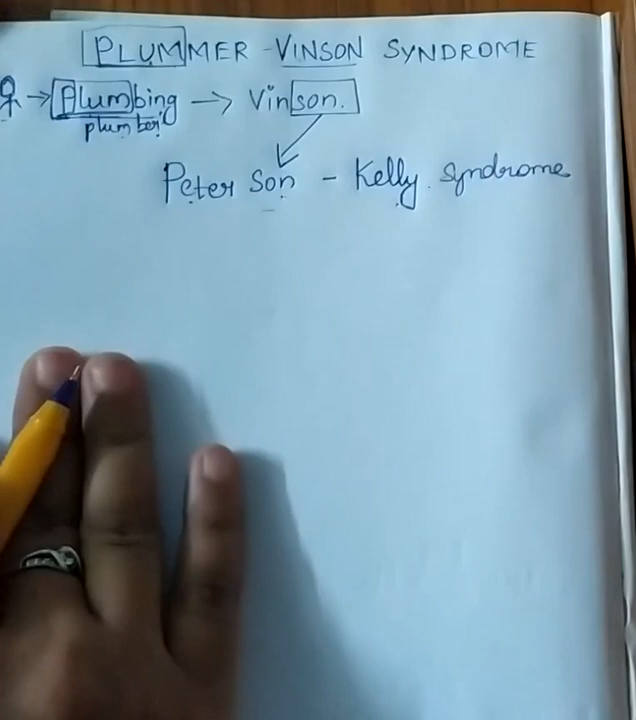 PLUMMER - VINSON SYNDROME
→ Plumbing → Vinson.
plumber
Peter Son - Kelly. Syndrome